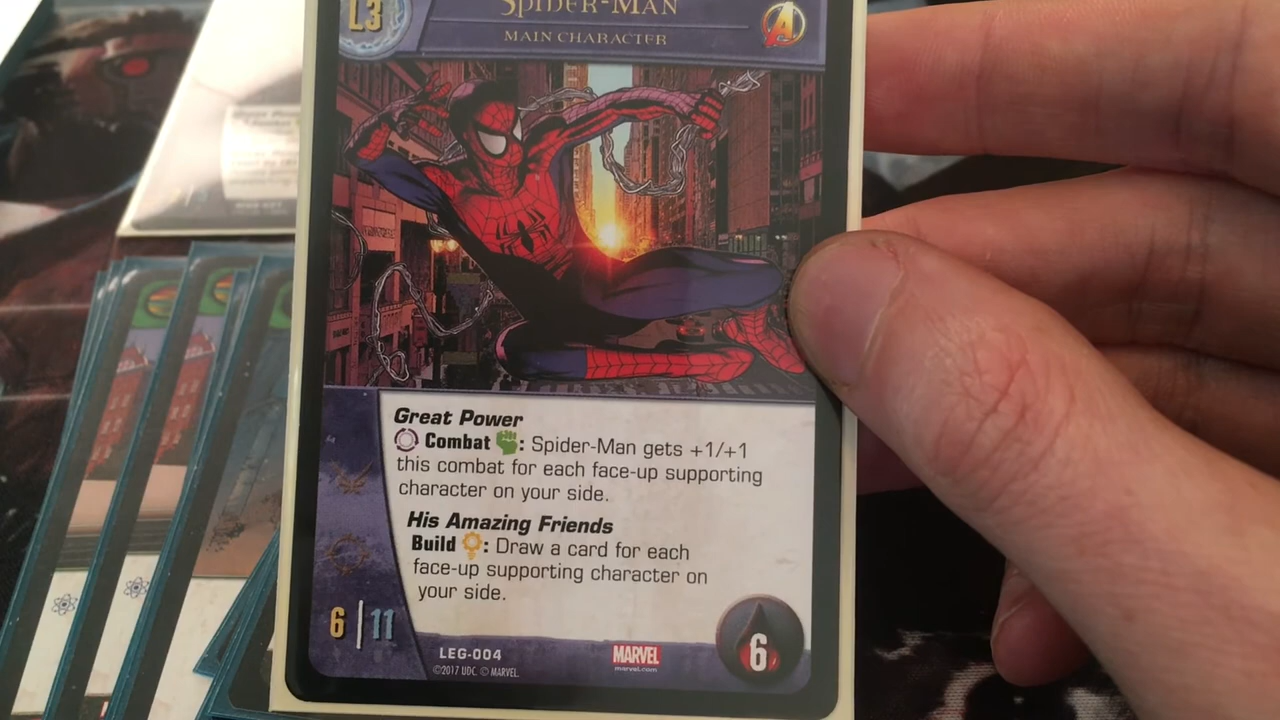 L3
SPIDER-MAN
MAIN CHARACTER
Great Power
Combat : Spider-Man gets +1/+1
this combat for each face-up supporting
character on your side.
His Amazing Friends
Build : Draw a card for each
face-up supporting character on
your side.
6 | 11
6
LEG-004
©2017 UDC. © MARVEL.
MARVEL
marvel.com